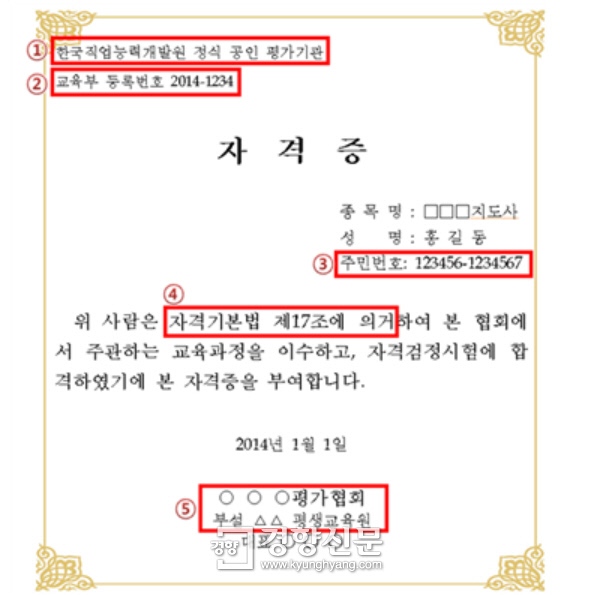 ① 한국직업능력개발원 정식 공인 평가기관
② 교육부 등록번호 2014-1234
자 격 증
종 목 명 : □□□지도사
성 명 : 홍 길 동
③ 주민번호: 123456-1234567
④
위 사람은 자격기본법 제17조에 의거하여 본 협회에
서 주관하는 교육과정을 이수하고, 자격검정시험에 합
격하였기에 본 자격증을 부여합니다.
2014년 1월 1일
⑤ ○ ○ ○평가협회
부설 △△ 평생교육원
경향 경향신문
www.kyunghyang.com